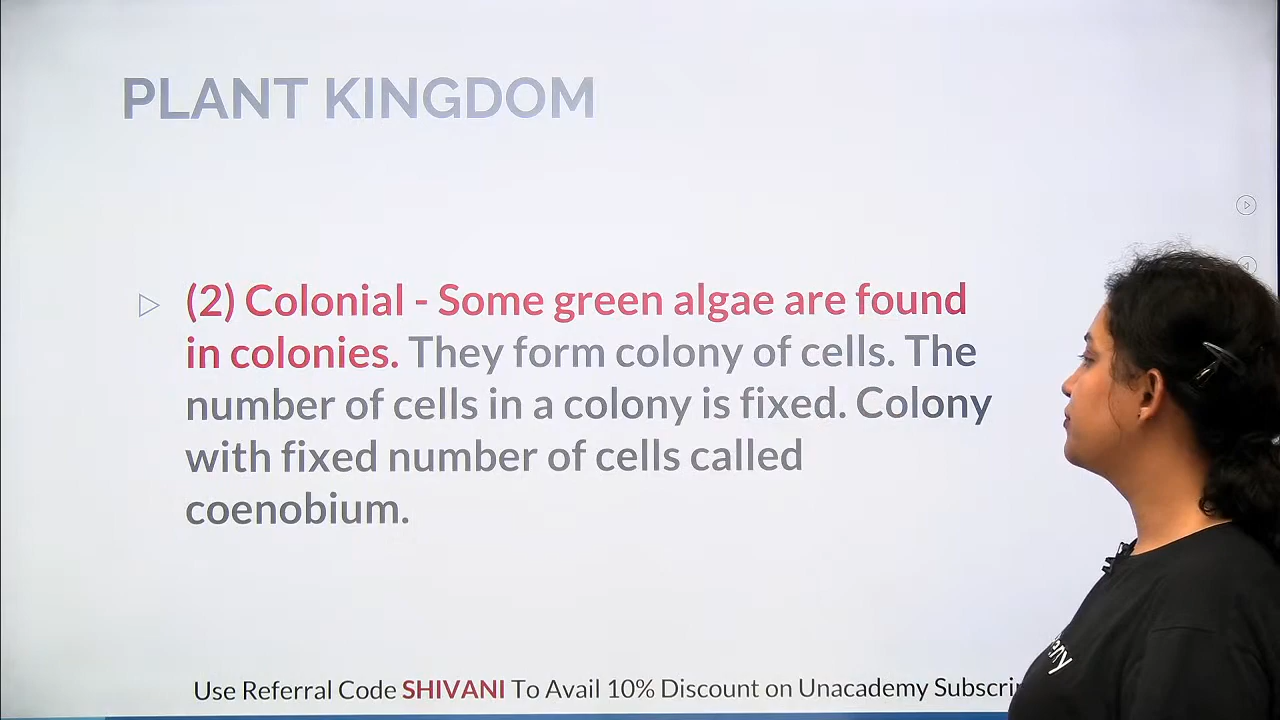 PLANT KINGDOM
(2) Colonial - Some green algae are found
in colonies. They form colony of cells. The
number of cells in a colony is fixed. Colony
with fixed number of cells called
coenobium.
Use Referral Code SHIVANI To Avail 10% Discount on Unacademy